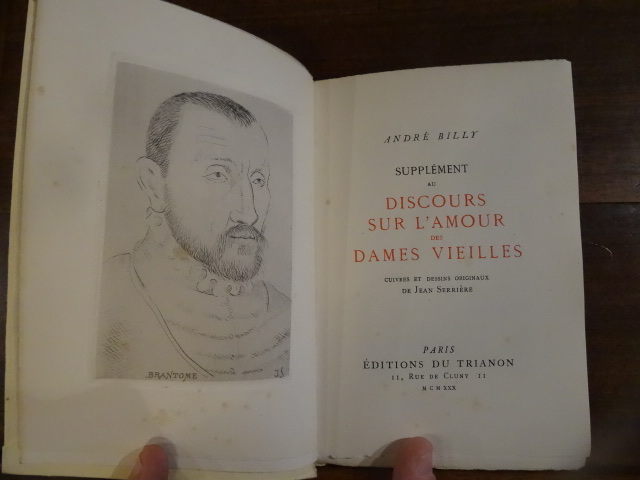 BRANTOME JS
ANDRÉ BILLY
SUPPLÉMENT
AU
DISCOURS
SUR L'AMOUR
DES
DAMES VIEILLES
CUIVRES ET DESSINS ORIGINAUX
DE JEAN SERRIÈRE
PARIS
ÉDITIONS DU TRIANON
11, RUE DE CLUNY 11
MCMXXX